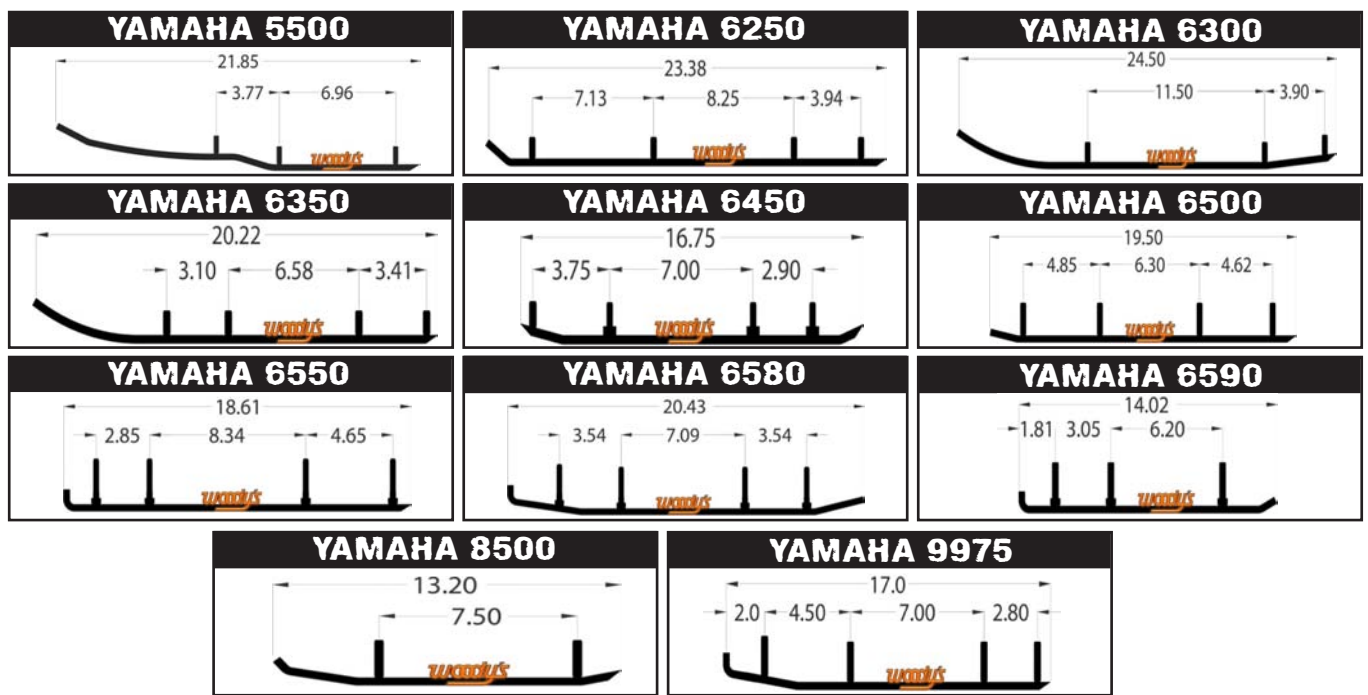 YAMAHA 5500
21.85
3.77 6.96
woody's
YAMAHA 6250
23.38
7.13 8.25 3.94
woody's
YAMAHA 6300
24.50
11.50 3.90
woody's
YAMAHA 6350
20.22
3.10 6.58 3.41
woody's
YAMAHA 6450
16.75
3.75 7.00 2.90
woody's
YAMAHA 6500
19.50
4.85 6.30 4.62
woody's
YAMAHA 6550
18.61
2.85 8.34 4.65
woody's
YAMAHA 6580
20.43
3.54 7.09 3.54
woody's
YAMAHA 6590
14.02
1.81 3.05 6.20
woody's
YAMAHA 8500
13.20
7.50
woody's
YAMAHA 9975
17.0
2.0 4.50 7.00 2.80
woody's